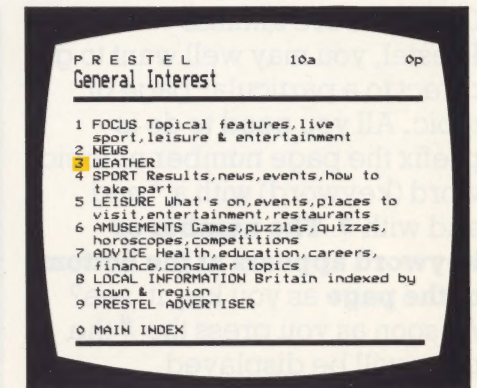 PRESTEL 10a 0p
General Interest
1 FOCUS Topical features,live
sport,leisure & entertainment
2 NEWS
3 WEATHER
4 SPORT Results,news,events,how to
take part
5 LEISURE What's on,events,places to
visit,entertainment,restaurants
6 AMUSEMENTS Games,puzzles,quizzes,
horoscopes,competitions
7 ADVICE Health,education,careers,
finance,consumer topics
8 LOCAL INFORMATION Britain indexed by
town & region
9 PRESTEL ADVERTISER
0 MAIN INDEX